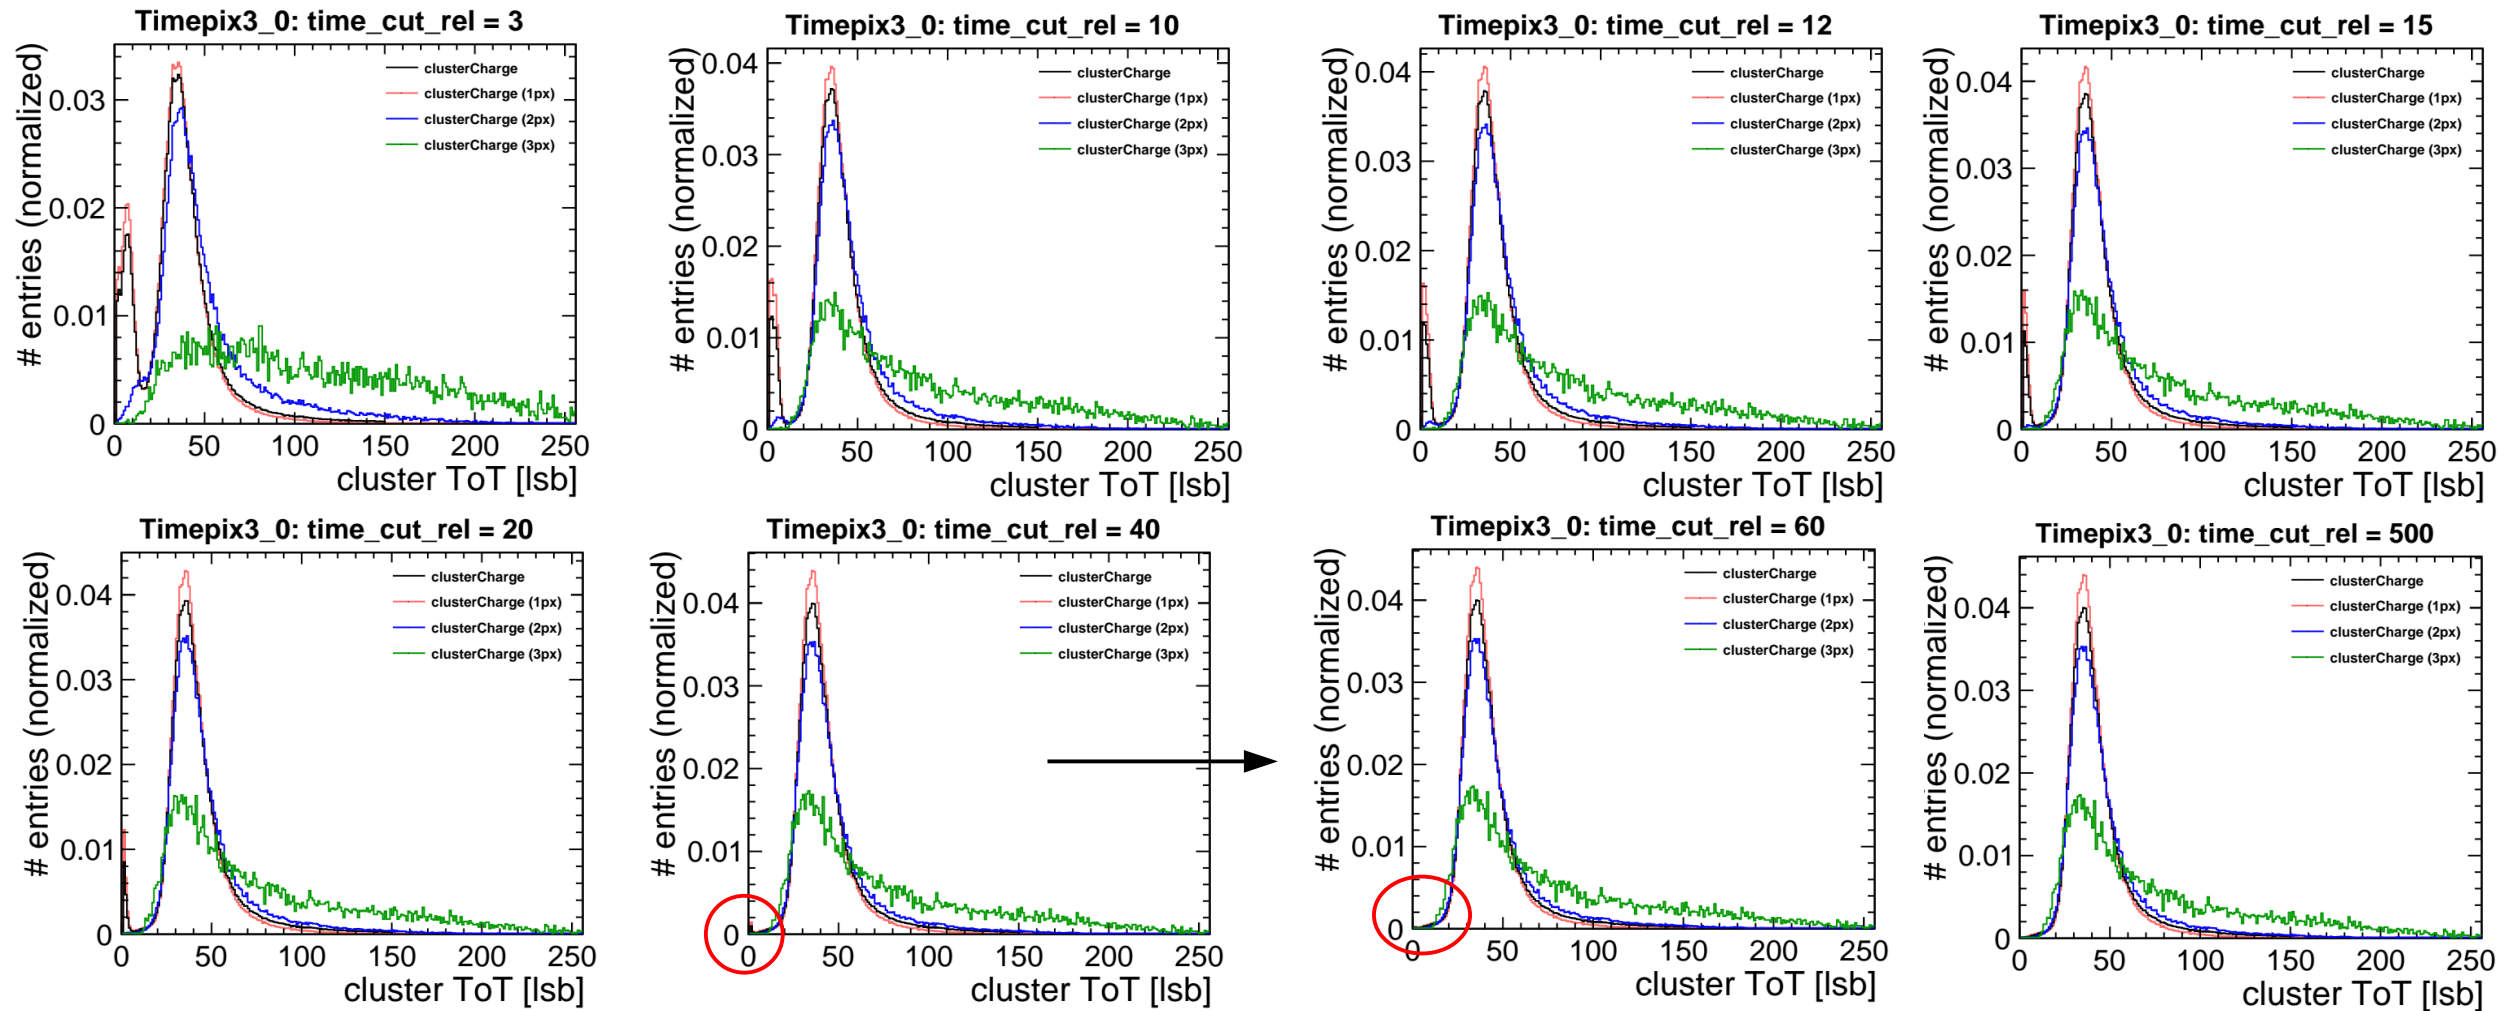 Timepix3_0: time_cut_rel = 3
# entries (normalized)
0.03
0.02
0.01
0
0 50 100 150 200 250
cluster ToT [lsb]
clusterCharge
clusterCharge (1px)
clusterCharge (2px)
clusterCharge (3px)
Timepix3_0: time_cut_rel = 10
# entries (normalized)
0.04
0.03
0.02
0.01
0
0 50 100 150 200 250
cluster ToT [lsb]
clusterCharge
clusterCharge (1px)
clusterCharge (2px)
clusterCharge (3px)
Timepix3_0: time_cut_rel = 12
# entries (normalized)
0.04
0.03
0.02
0.01
0
0 50 100 150 200 250
cluster ToT [lsb]
clusterCharge
clusterCharge (1px)
clusterCharge (2px)
clusterCharge (3px)
Timepix3_0: time_cut_rel = 15
# entries (normalized)
0.04
0.03
0.02
0.01
0
0 50 100 150 200 250
cluster ToT [lsb]
clusterCharge
clusterCharge (1px)
clusterCharge (2px)
clusterCharge (3px)
Timepix3_0: time_cut_rel = 20
# entries (normalized)
0.04
0.03
0.02
0.01
0
0 50 100 150 200 250
cluster ToT [lsb]
clusterCharge
clusterCharge (1px)
clusterCharge (2px)
clusterCharge (3px)
Timepix3_0: time_cut_rel = 40
# entries (normalized)
0.04
0.03
0.02
0.01
0
0 50 100 150 200 250
cluster ToT [lsb]
clusterCharge
clusterCharge (1px)
clusterCharge (2px)
clusterCharge (3px)
Timepix3_0: time_cut_rel = 60
# entries (normalized)
0.04
0.03
0.02
0.01
0
0 50 100 150 200 250
cluster ToT [lsb]
clusterCharge
clusterCharge (1px)
clusterCharge (2px)
clusterCharge (3px)
Timepix3_0: time_cut_rel = 500
# entries (normalized)
0.04
0.03
0.02
0.01
0
0 50 100 150 200 250
cluster ToT [lsb]
clusterCharge
clusterCharge (1px)
clusterCharge (2px)
clusterCharge (3px)